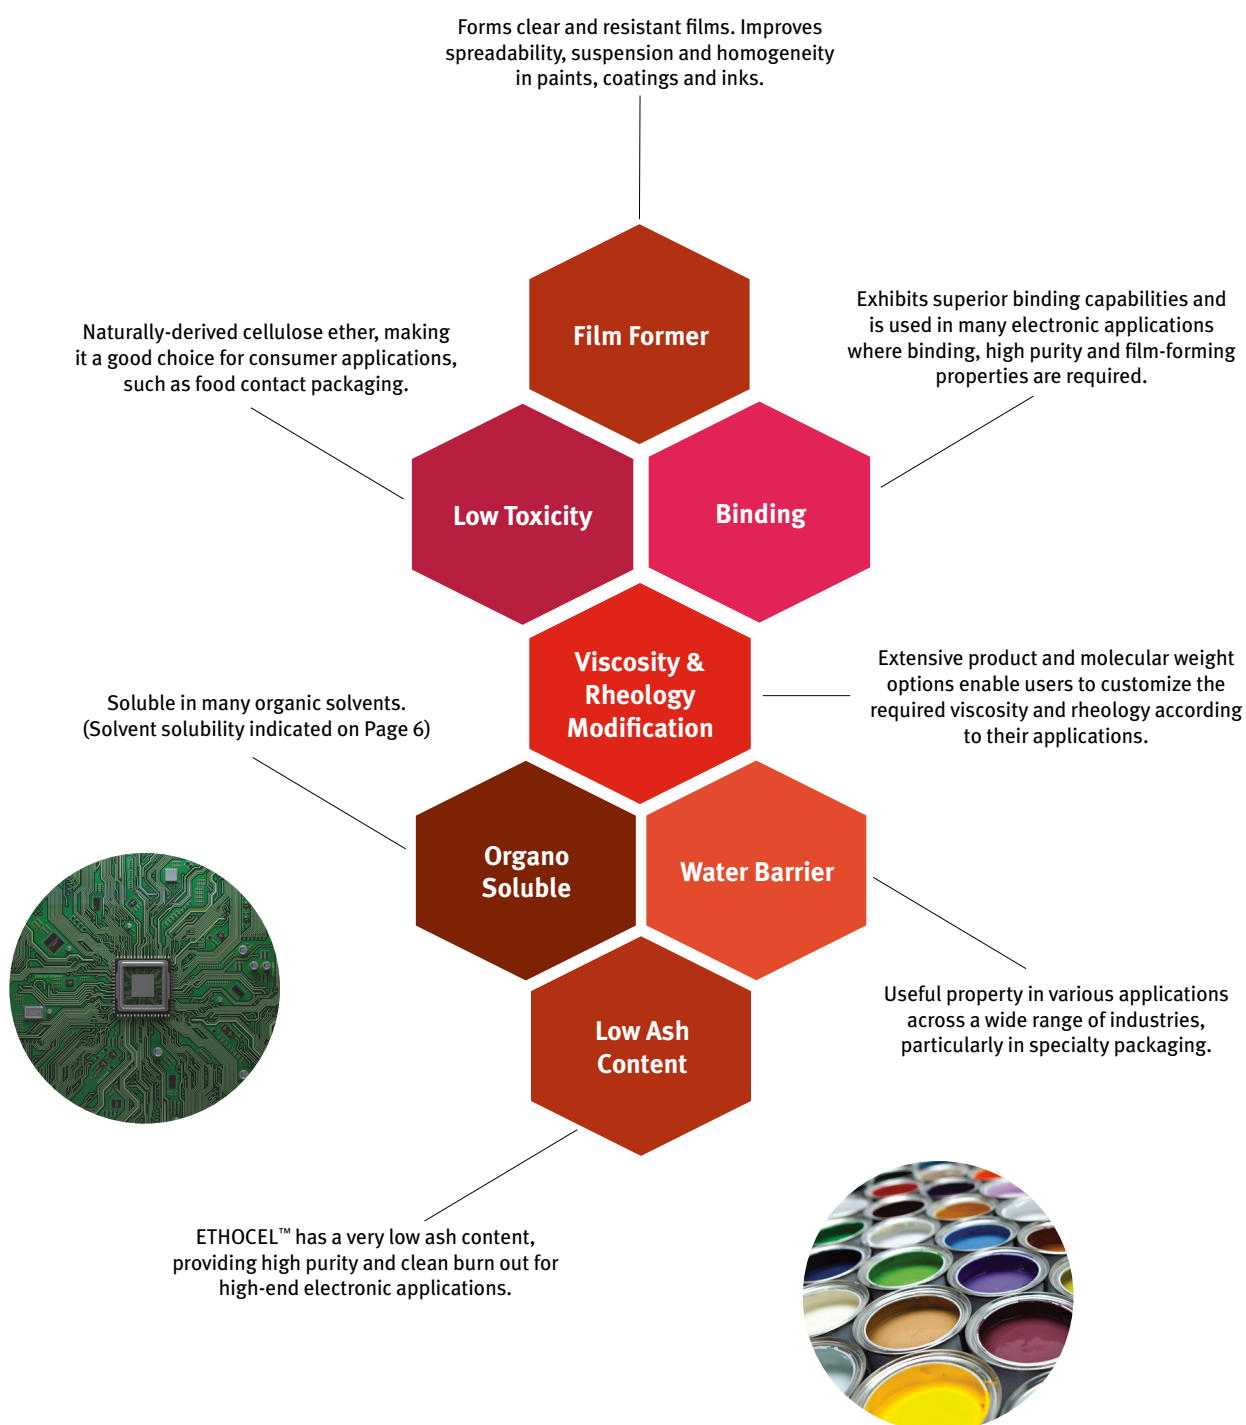 Forms clear and resistant films. Improves
spreadability, suspension and homogeneity
in paints, coatings and inks.
Film Former
Naturally-derived cellulose ether, making
it a good choice for consumer applications,
such as food contact packaging.
Low Toxicity
Exhibits superior binding capabilities and
is used in many electronic applications
where binding, high purity and film-forming
properties are required.
Binding
Viscosity &
Rheology
Modification
Extensive product and molecular weight
options enable users to customize the
required viscosity and rheology according
to their applications.
Soluble in many organic solvents.
(Solvent solubility indicated on Page 6)
Organo
Soluble
Water Barrier
Useful property in various applications
across a wide range of industries,
particularly in specialty packaging.
Low Ash
Content
ETHOCEL™ has a very low ash content,
providing high purity and clean burn out for
high-end electronic applications.